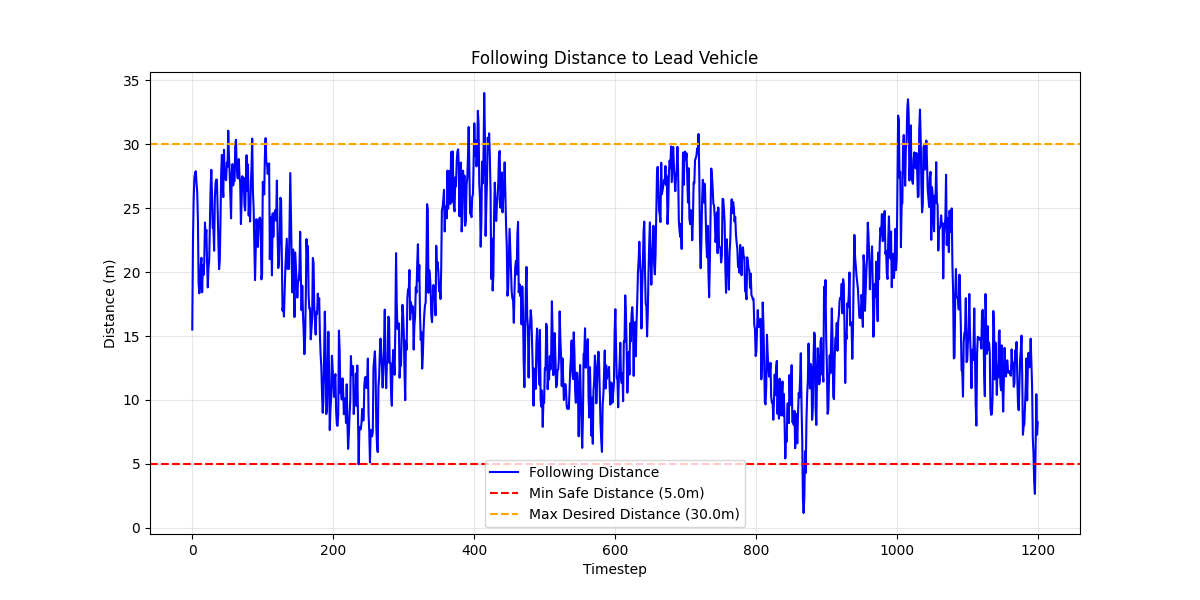 Following Distance to Lead Vehicle
Distance (m)
35
30
25
20
15
10
5
0
Following Distance
Min Safe Distance (5.0m)
Max Desired Distance (30.0m)
0 200 400 600 800 1000 1200
Timestep